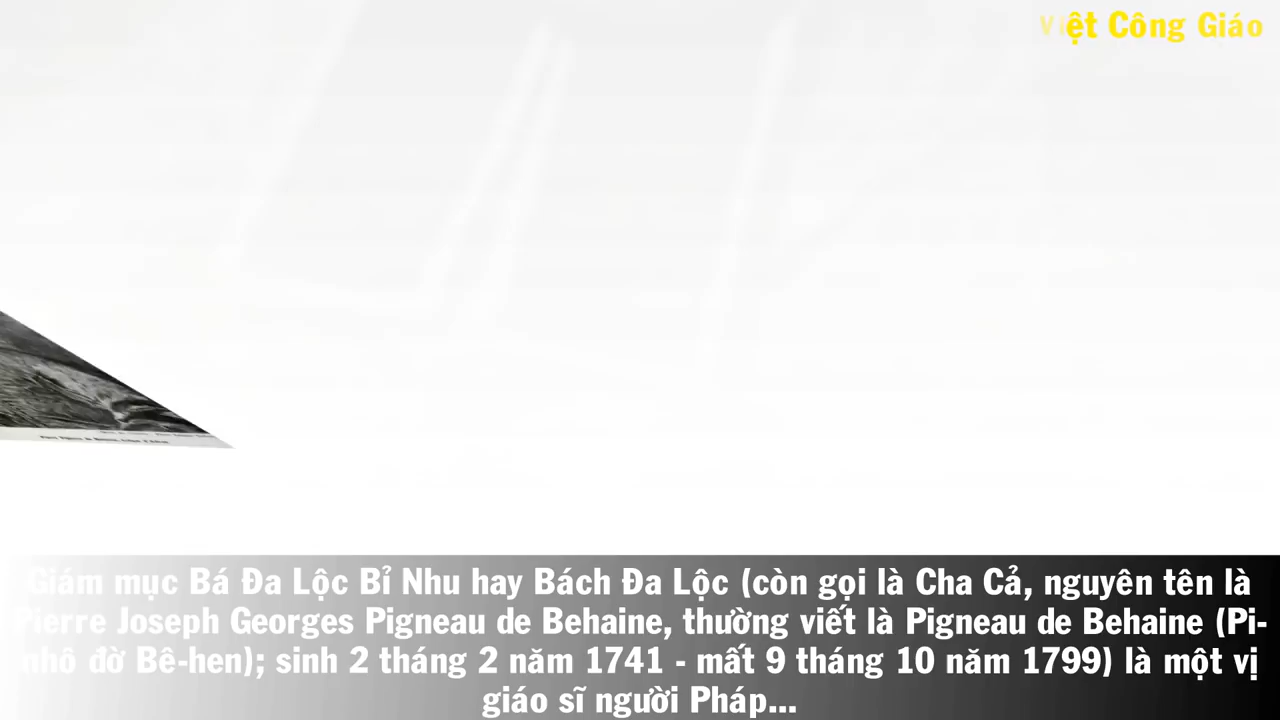 Việt Công Giáo
Giám mục Bá Đa Lộc Bỉ Nhu hay Bách Đa Lộc (còn gọi là Cha Cả, nguyên tên là
Pierre Joseph Georges Pigneau de Behaine, thường viết là Pigneau de Behaine (Pi-
nhô đờ Bê-hen); sinh 2 tháng 2 năm 1741 - mất 9 tháng 10 năm 1799) là một vị
giáo sĩ người Pháp...